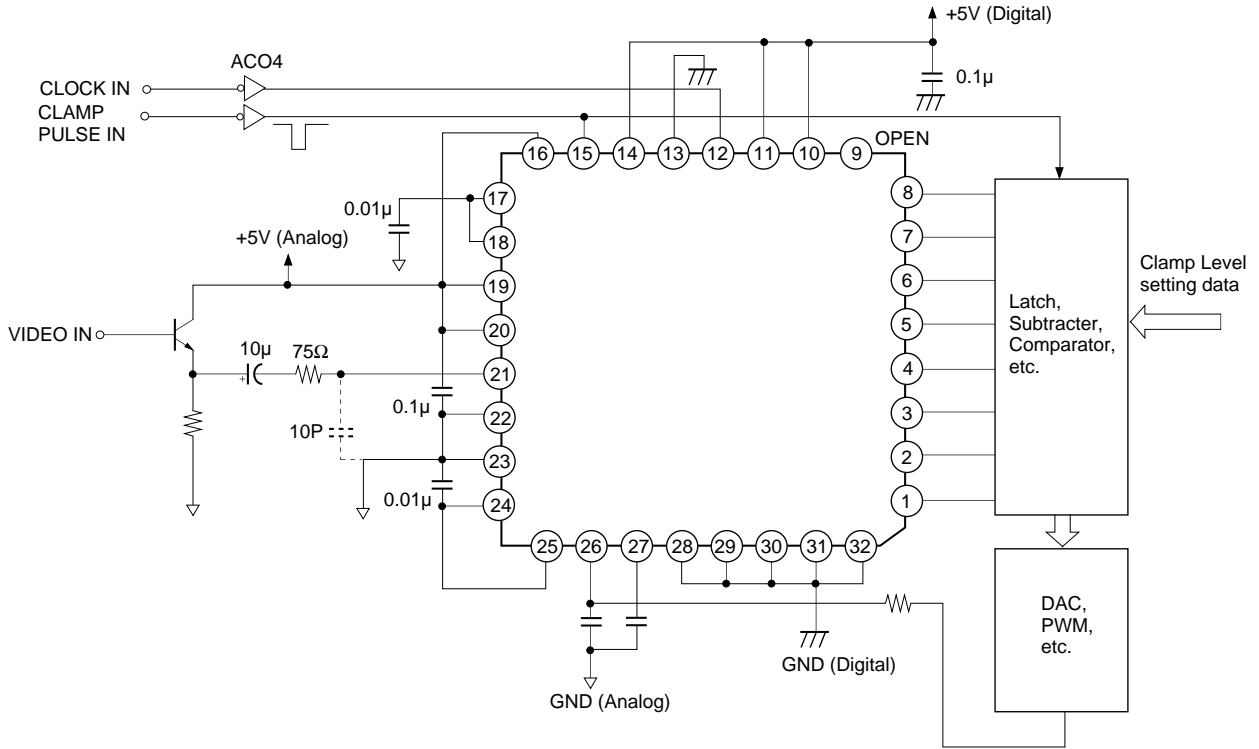 +5V (Digital)
ACO4
CLOCK IN
0.1µ
CLAMP
PULSE IN
OPEN
16 15 14 13 12 11 10 9
17
18
19
20
21
22
23
24
8
7
6
5
4
3
2
1
25 26 27 28 29 30 31 32
0.01µ
+5V (Analog)
VIDEO IN
10µ
75Ω
+
0.1µ
10P
0.01µ
Latch,
Subtracter,
Comparator,
etc.
Clamp Level
setting data
DAC,
PWM,
etc.
GND (Digital)
GND (Analog)